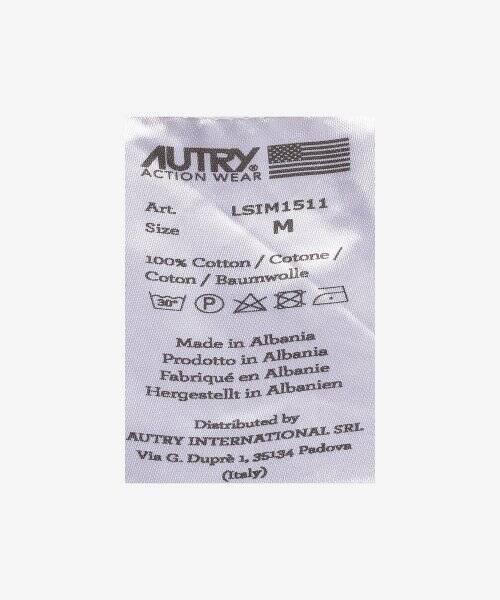 AUTRY®
ACTION WEAR
Art. LSIM1511
Size M
100% Cotton / Cotone /
Coton / Baumwolle
30° P
Made in Albania
Prodotto in Albania
Fabriqué en Albanie
Hergestellt in Albanien
Distributed by
AUTRY INTERNATIONAL SRL
Via G. Duprè 1, 35134 Padova
(Italy)